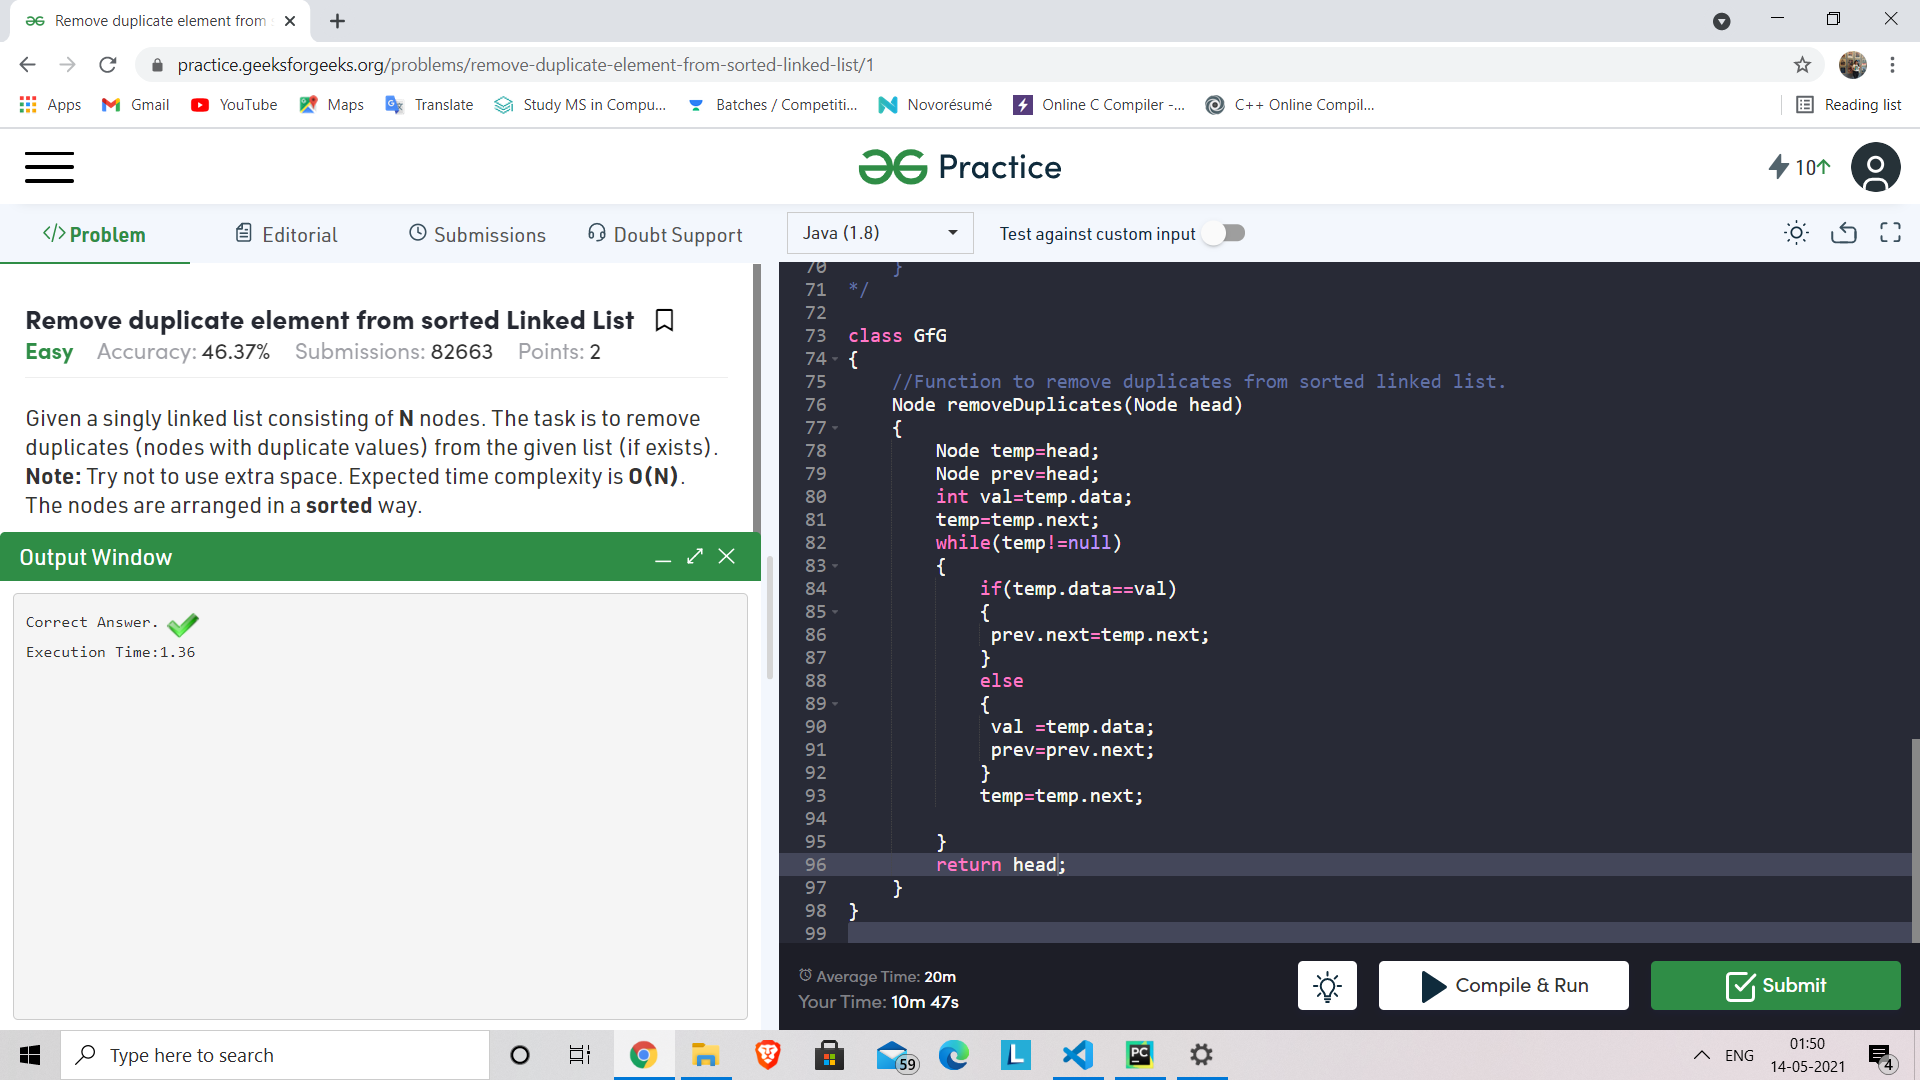 Remove duplicate element from
practice.geeksforgeeks.org/problems/remove-duplicate-element-from-sorted-linked-list/1
Apps Gmail YouTube Maps Translate Study MS in Compu... Batches / Competiti... Novorésumé Online C Compiler -... C++ Online Compil... Reading list
Practice
10
</> Problem Editorial Submissions Doubt Support
Java (1.8) Test against custom input
Remove duplicate element from sorted Linked List
Easy Accuracy: 46.37% Submissions: 82663 Points: 2
Given a singly linked list consisting of N nodes. The task is to remove
duplicates (nodes with duplicate values) from the given list (if exists).
Note: Try not to use extra space. Expected time complexity is O(N).
The nodes are arranged in a sorted way.
Output Window
Correct Answer.
Execution Time:1.36
70 }
71 */
72
73 class GfG
74 {
75 //Function to remove duplicates from sorted linked list.
76 Node removeDuplicates(Node head)
77 {
78 Node temp=head;
79 Node prev=head;
80 int val=temp.data;
81 temp=temp.next;
82 while(temp!=null)
83 {
84 if(temp.data==val)
85 {
86 prev.next=temp.next;
87 }
88 else
89 {
90 val =temp.data;
91 prev=prev.next;
92 }
93 temp=temp.next;
94
95 }
96 return head;
97 }
98 }
99
Average Time: 20m
Your Time: 10m 47s
Compile & Run
Submit
Type here to search
59
L
PC
ENG
01:50
14-05-2021
4